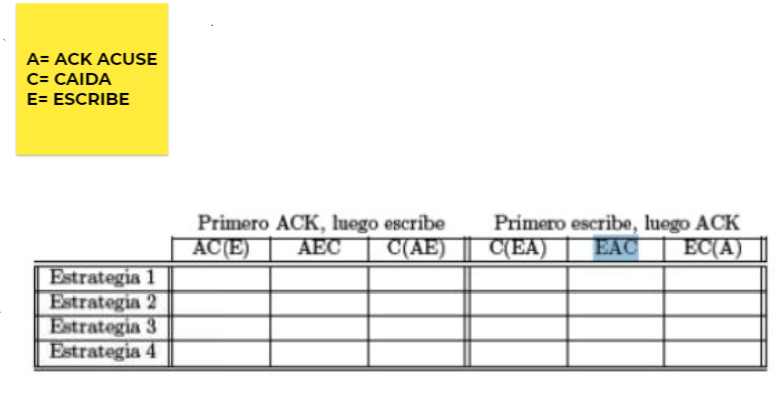 A= ACK ACUSE
C= CAIDA
E= ESCRIBE
Primero ACK, luego escribe Primero escribe, luego ACK
AC(E) AEC C(AE) C(EA) EAC EC(A)
Estrategia 1
Estrategia 2
Estrategia 3
Estrategia 4